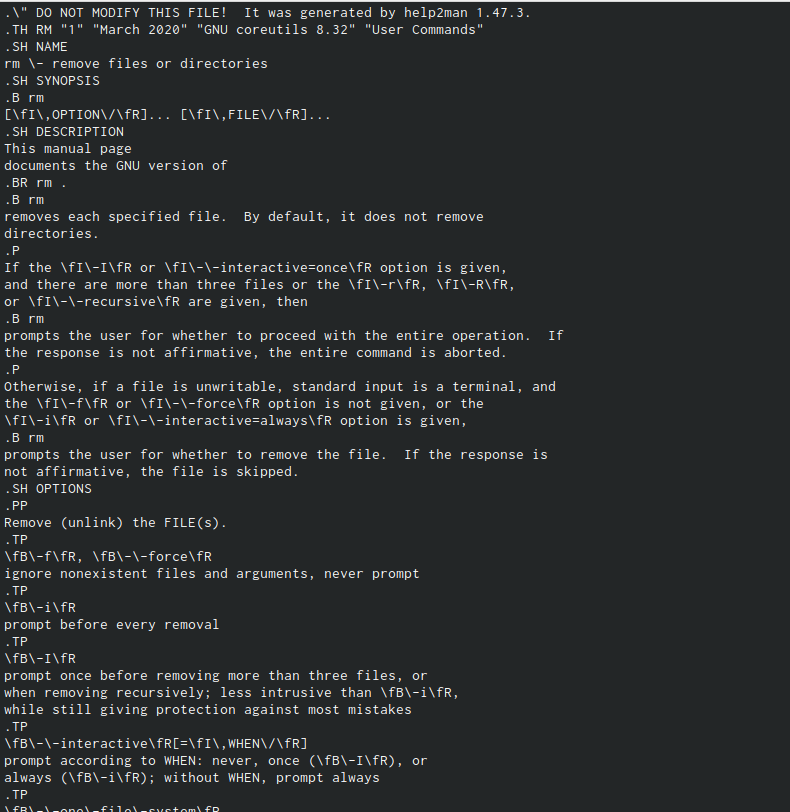 .\" DO NOT MODIFY THIS FILE!  It was generated by help2man 1.47.3.
.TH RM "1" "March 2020" "GNU coreutils 8.32" "User Commands"
.SH NAME
rm \- remove files or directories
.SH SYNOPSIS
.B rm
[\fI\,OPTION\/\fR]... [\fI\,FILE\/\fR]...
.SH DESCRIPTION
This manual page
documents the GNU version of
.BR rm .
.B rm
removes each specified file.  By default, it does not remove
directories.
.P
If the \fI\-I\fR or \fI\-\-interactive=once\fR option is given,
and there are more than three files or the \fI\-r\fR, \fI\-R\fR,
or \fI\-\-recursive\fR are given, then
.B rm
prompts the user for whether to proceed with the entire operation.  If
the response is not affirmative, the entire command is aborted.
.P
Otherwise, if a file is unwritable, standard input is a terminal, and
the \fI\-f\fR or \fI\-\-force\fR option is not given, or the
\fI\-i\fR or \fI\-\-interactive=always\fR option is given,
.B rm
prompts the user for whether to remove the file.  If the response is
not affirmative, the file is skipped.
.SH OPTIONS
.PP
Remove (unlink) the FILE(s).
.TP
\fB\-f\fR, \fB\-\-force\fR
ignore nonexistent files and arguments, never prompt
.TP
\fB\-i\fR
prompt before every removal
.TP
\fB\-I\fR
prompt once before removing more than three files, or
when removing recursively; less intrusive than \fB\-i\fR,
while still giving protection against most mistakes
.TP
\fB\-\-interactive\fR[=\fI\,WHEN\/\fR]
prompt according to WHEN: never, once (\fB\-I\fR), or
always (\fB\-i\fR); without WHEN, prompt always
.TP
\fB\-\-one\-file\-system\fR